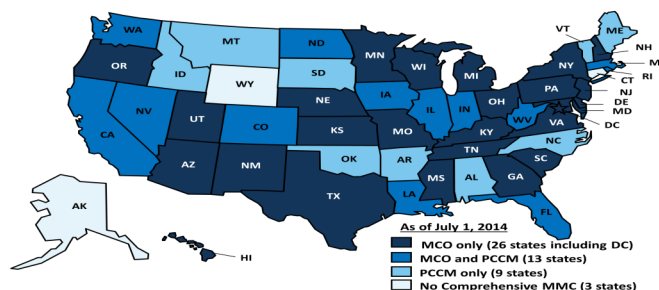 VT
ME
WA
MT
ND
MN
NH
OR
ID
SD
WI
MI
NY
M
WY
RI
CT
NV
NE
IA
PA
NJ
IL
IN
OH
DE
UT
CO
WV
MD
CA
KS
MO
KY
VA
DC
AZ
NM
OK
AR
TN
NC
SC
TX
MS
AL
GA
LA
AK
FL
HI
As of July 1, 2014
MCO only (26 states including DC)
MCO and PCCM (13 states)
PCCM only (9 states)
No Comprehensive MMC (3 states)